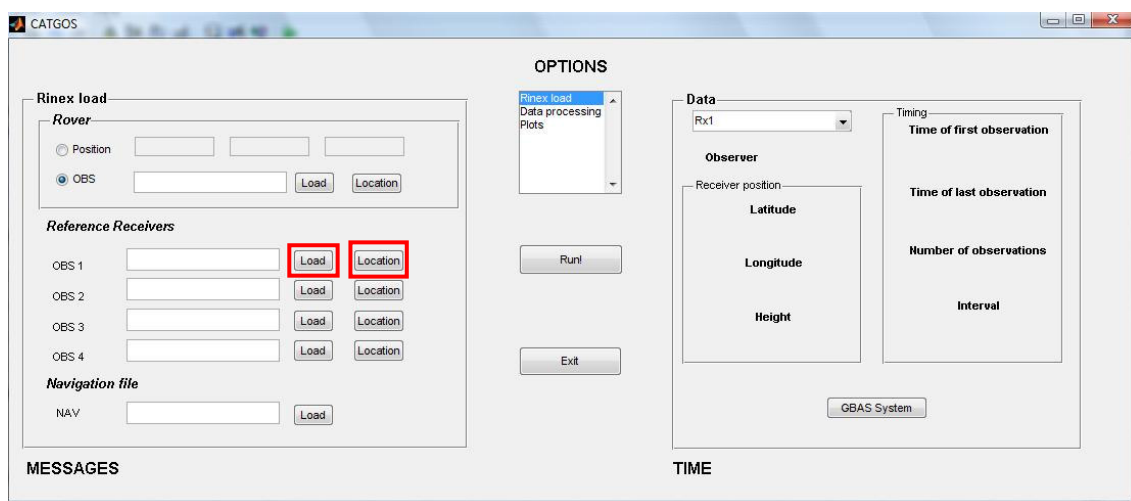 CATGOS
OPTIONS
Rinex load
Rover
Position
OBS
Load
Location
Reference Receivers
OBS 1
Load
Location
OBS 2
Load
Location
OBS 3
Load
Location
OBS 4
Load
Location
Navigation file
NAV
Load
MESSAGES
Rinex load
Data processing
Plots
Run!
Exit
Data
Rx1
Observer
Receiver position
Latitude
Longitude
Height
Timing
Time of first observation
Time of last observation
Number of observations
Interval
GBAS System
TIME